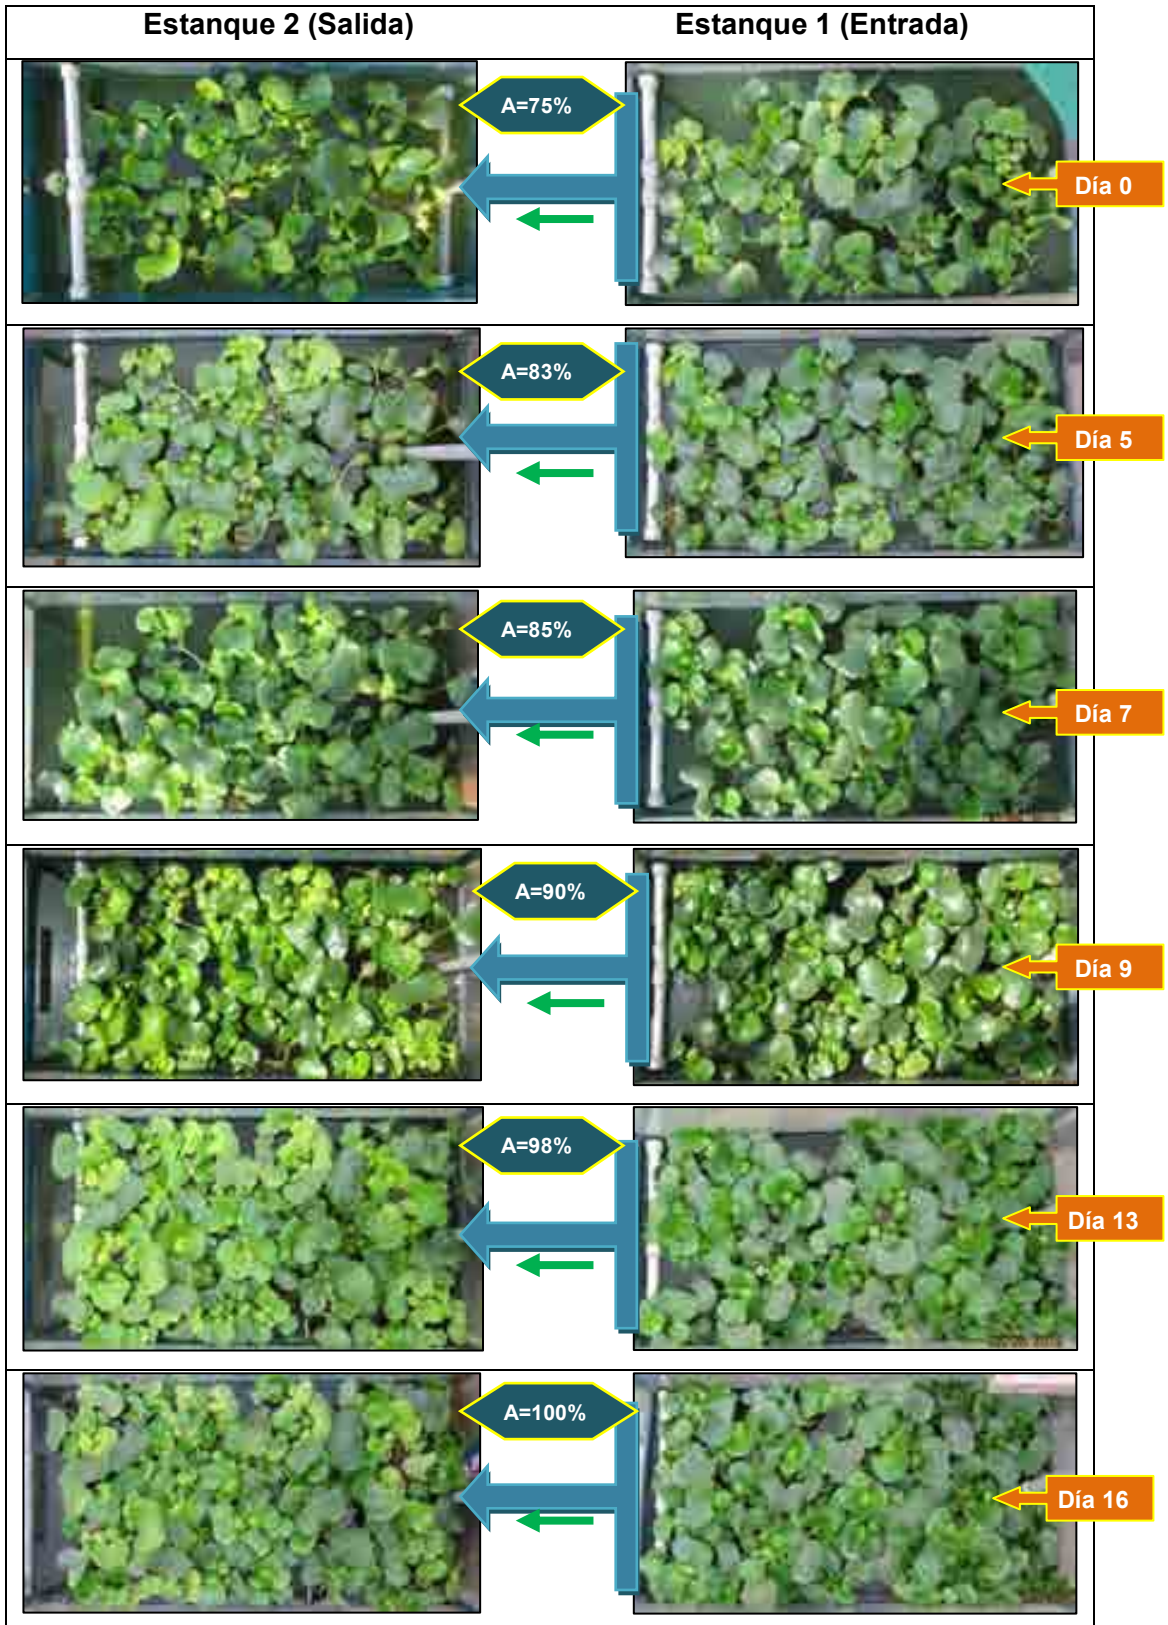 Estanque 2 (Salida)
Estanque 1 (Entrada)
A=75%
Día 0
A=83%
Día 5
A=85%
Día 7
A=90%
Día 9
A=98%
Día 13
A=100%
Día 16